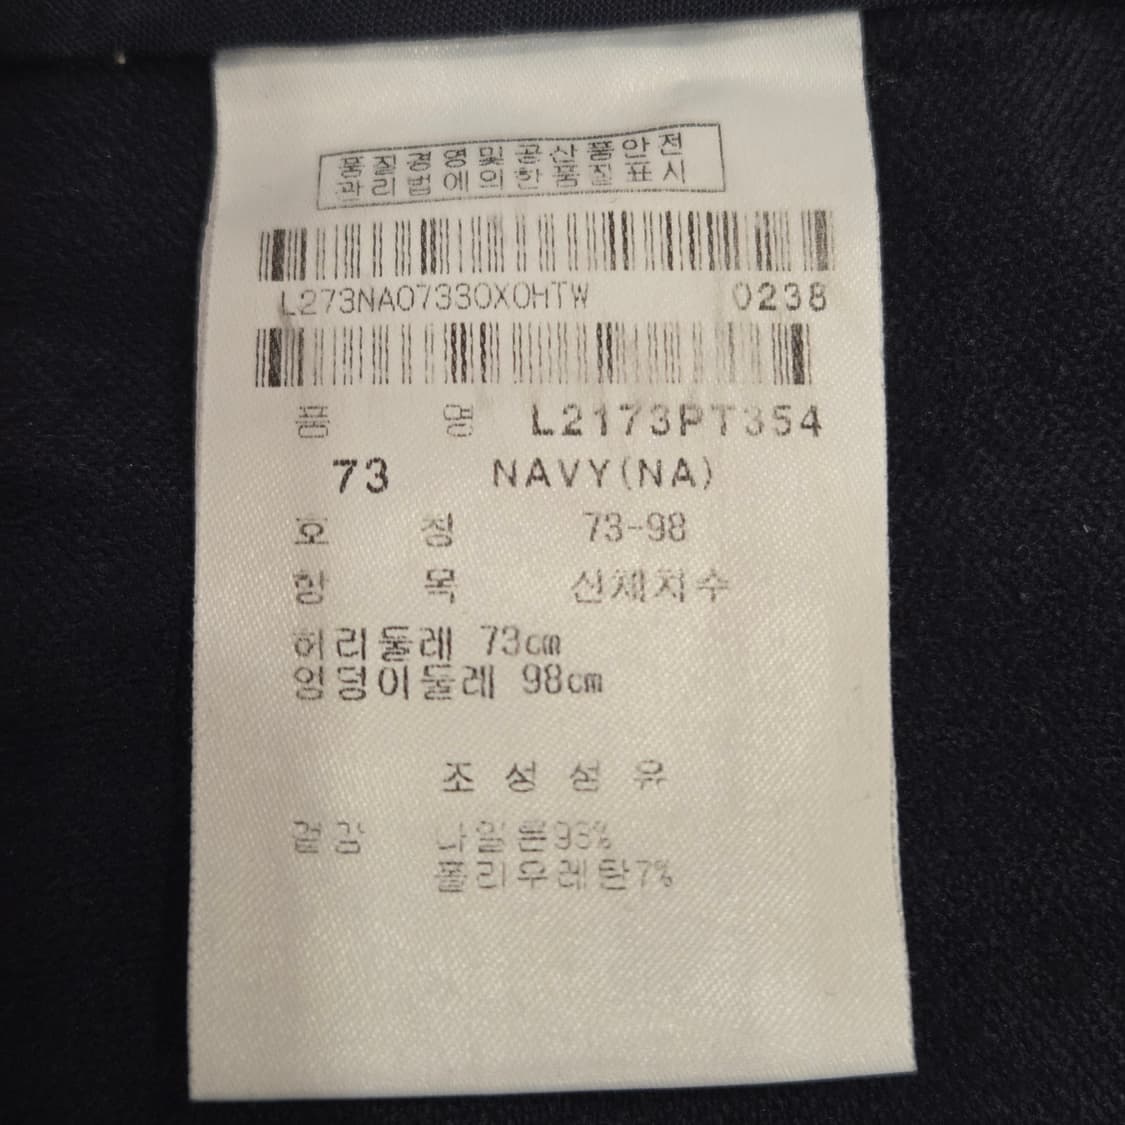 품질경영및공산품안전
관리법에의한품질표시
L273NA07330X0HTW 0238
품 명 L2173PT354
73 NAVY(NA)
호 칭 73-98
항 목 신체치수
허리둘레 73cm
엉덩이둘레 98cm
조 성 섬 유
겉감 나일론93%
폴리우레탄7%